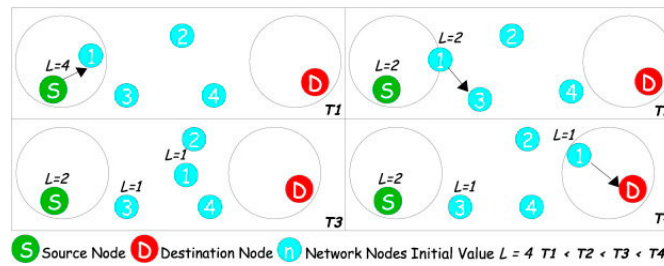 L=4 1 2 S 3 4 D T1
L=2 L=2 1 2 S 3 4 D
L=2 L=1 L=1 2 1 S 3 4 D T3
L=2 L=1 L=1 2 1 S 3 4 D
S Source Node D Destination Node n Network Nodes Initial Value L = 4 T1 < T2 < T3 < T4